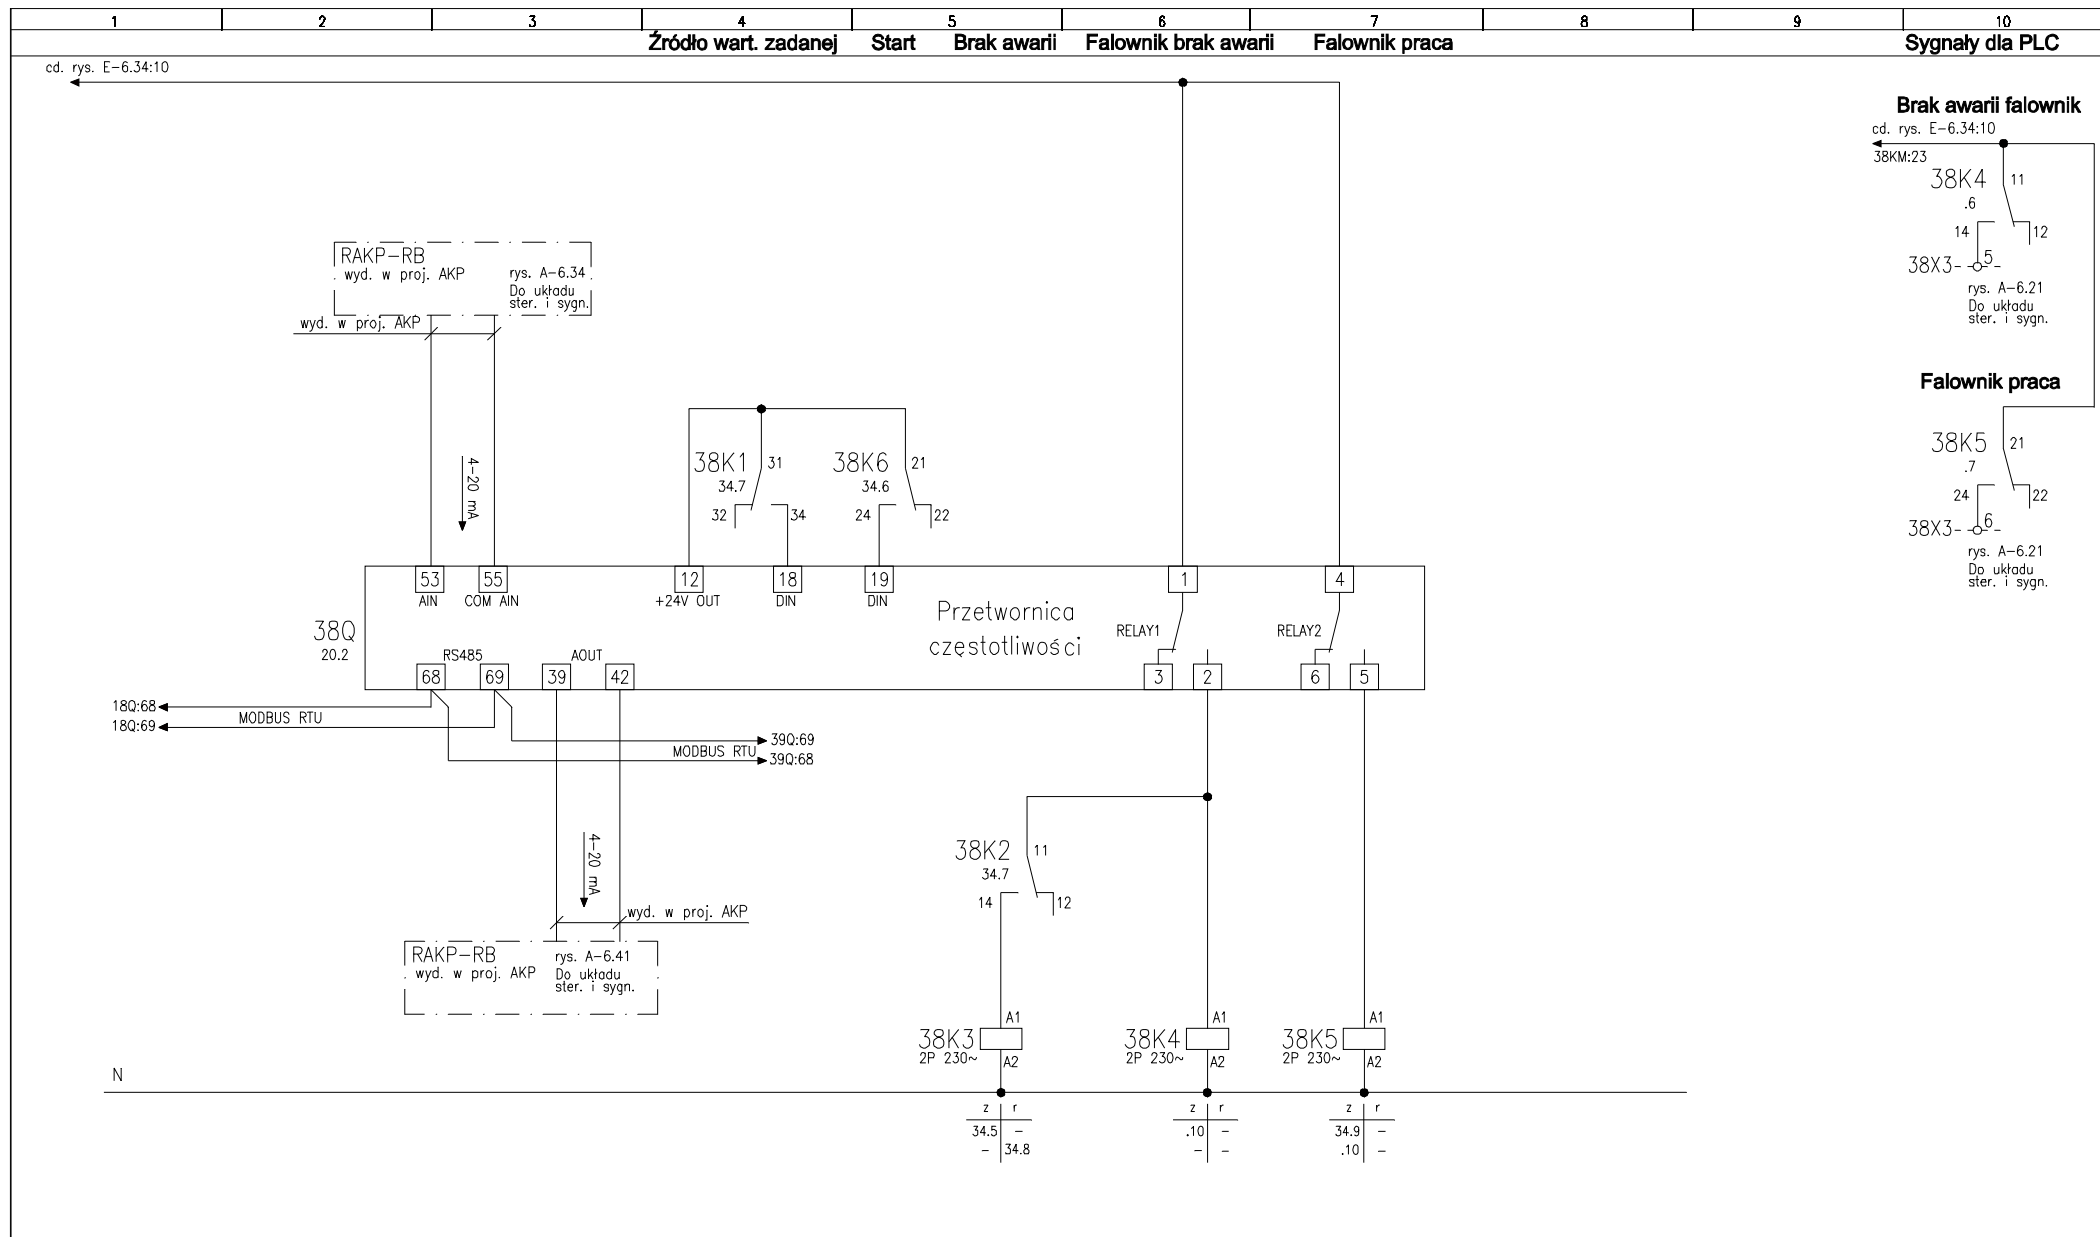 1 2 3 4 5 6 7 8 9 10
Źródło wart. zadanej Start Brak awarii Falownik brak awarii Falownik praca Sygnały dla PLC
cd. rys. E-6.34:10
Brak awarii falownik
cd. rys. E-6.34:10
38KM:23
38K4 11
.6
14 12
38X3- 5
rys. A-6.21
Do układu
ster. i sygn.
RAKP-RB
wyd. w proj. AKP
rys. A-6.34
Do układu
ster. i sygn.
wyd. w proj. AKP
Falownik praca
38K5 21
.7
24 22
38X3- 6
rys. A-6.21
Do układu
ster. i sygn.
4-20 mA
38K1 31
34.7
32 34
38K6 21
34.6
24 22
53 55 12 18 19 1 4
AIN COM AIN +24V OUT DIN DIN
Przetwornica
częstotliwości
38Q
20.2
RELAY1 RELAY2
RS485 AOUT
68 69 39 42 3 2 6 5
18Q:68
18Q:69
MODBUS RTU
39Q:69
MODBUS RTU
39Q:68
4-20 mA
38K2 11
34.7
14 12
wyd. w proj. AKP
RAKP-RB
wyd. w proj. AKP
rys. A-6.41
Do układu
ster. i sygn.
A1 A1 A1
38K3 38K4 38K5
2P 230~ 2P 230~ 2P 230~
A2 A2 A2
N
z r z r z r
34.5 - .10 - 34.9 -
- 34.8 - - .10 -